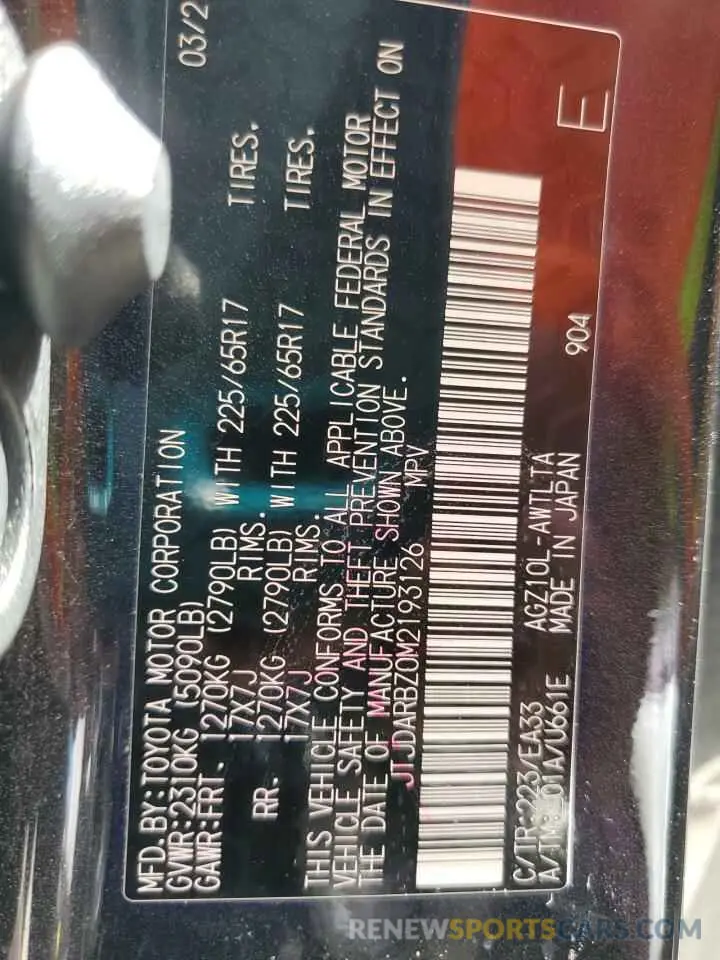 MFD. BY: TOYOTA MOTOR CORPORATION 03/2
GVWR: 2310KG (5090LB)
GAWR: FRT. 1270KG (2790LB) WITH 225/65R17 TIRES.
17X7J RIMS.
RR. 1270KG (2790LB) WITH 225/65R17 TIRES.
17X7J RIMS.
THIS VEHICLE CONFORMS TO ALL APPLICABLE FEDERAL MOTOR
VEHICLE SAFETY AND THEFT PREVENTION STANDARDS IN EFFECT ON
THE DATE OF MANUFACTURE SHOWN ABOVE.
JTJDARBZ0M2193126 MPV
C/TR: 223/EA33 AGZ10L-AWTLTA 904 E
A/TM: 01A/U661E MADE IN JAPAN
RENEWSPORTSCARS.COM